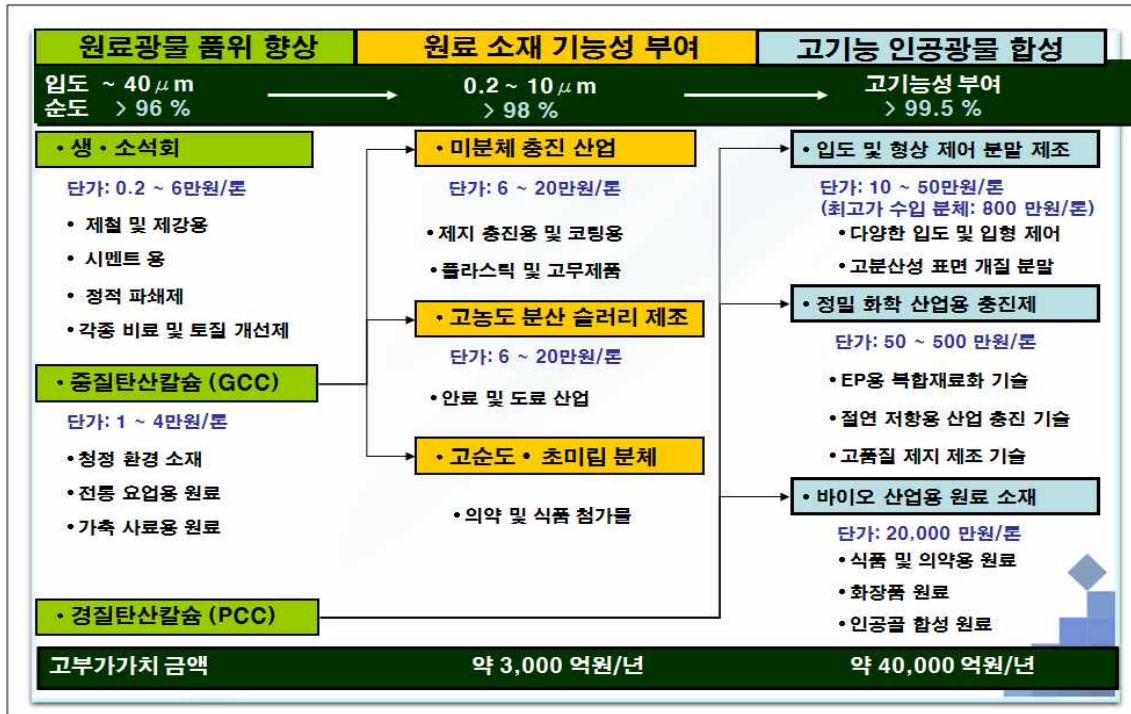 원료광물 품위 향상
원료 소재 기능성 부여
고기능 인공광물 합성
입도 ~ 40 μm
순도 > 96 %
0.2 ~ 10 μm
> 98 %
고기능성 부여
> 99.5 %
• 생 • 소석회
단가: 0.2 ~ 6만원/톤
• 제철 및 제강용
• 시멘트 용
• 정적 파쇄제
• 각종 비료 및 토질 개선제
• 중질탄산칼슘 (GCC)
단가: 1 ~ 4만원/톤
• 청정 환경 소재
• 전통 요업용 원료
• 가축 사료용 원료
• 경질탄산칼슘 (PCC)
• 미분체 충진 산업
단가: 6 ~ 20만원/톤
• 제지 충진용 및 코팅용
• 플라스틱 및 고무제품
• 고농도 분산 슬러리 제조
단가: 6 ~ 20만원/톤
• 안료 및 도료 산업
• 고순도 • 초미립 분체
• 의약 및 식품 첨가물
• 입도 및 형상 제어 분말 제조
단가: 10 ~ 50만원/톤
(최고가 수입 분체: 800 만원/톤)
• 다양한 입도 및 입형 제어
• 고분산성 표면 개질 분말
• 정밀 화학 산업용 충진제
단가: 50 ~ 500 만원/톤
• EP용 복합재료화 기술
• 절연 저항용 산업 충진 기술
• 고품질 제지 제조 기술
• 바이오 산업용 원료 소재
단가: 20,000 만원/톤
• 식품 및 의약용 원료
• 화장품 원료
• 인공골 합성 원료
고부가가치 금액
약 3,000 억원/년
약 40,000 억원/년